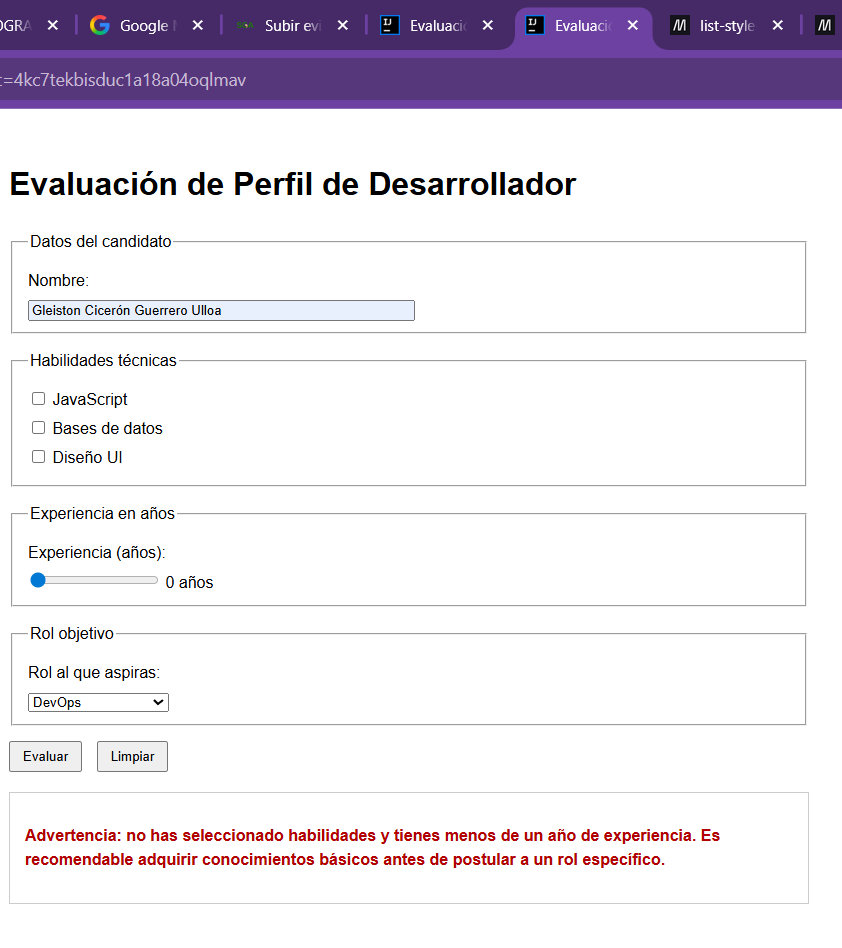 OGRA
Google
Subir evi
Evaluació
Evaluació
list-style
=4kc7tekbisduc1a18a04oqlmav
Evaluación de Perfil de Desarrollador
Datos del candidato
Nombre:
Gleiston Cicerón Guerrero Ulloa
Habilidades técnicas
JavaScript
Bases de datos
Diseño UI
Experiencia en años
Experiencia (años):
0 años
Rol objetivo
Rol al que aspiras:
DevOps
Evaluar
Limpiar
Advertencia: no has seleccionado habilidades y tienes menos de un año de experiencia. Es
recomendable adquirir conocimientos básicos antes de postular a un rol específico.